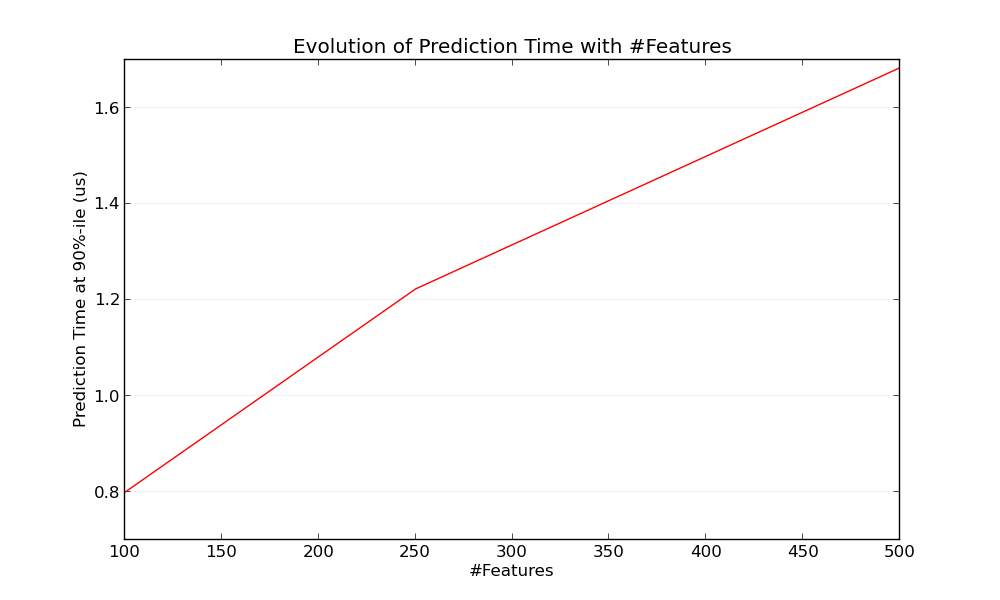 Evolution of Prediction Time with #Features
Prediction Time at 90%-ile (us)
1.6
1.4
1.2
1.0
0.8
100 150 200 250 300 350 400 450 500
#Features